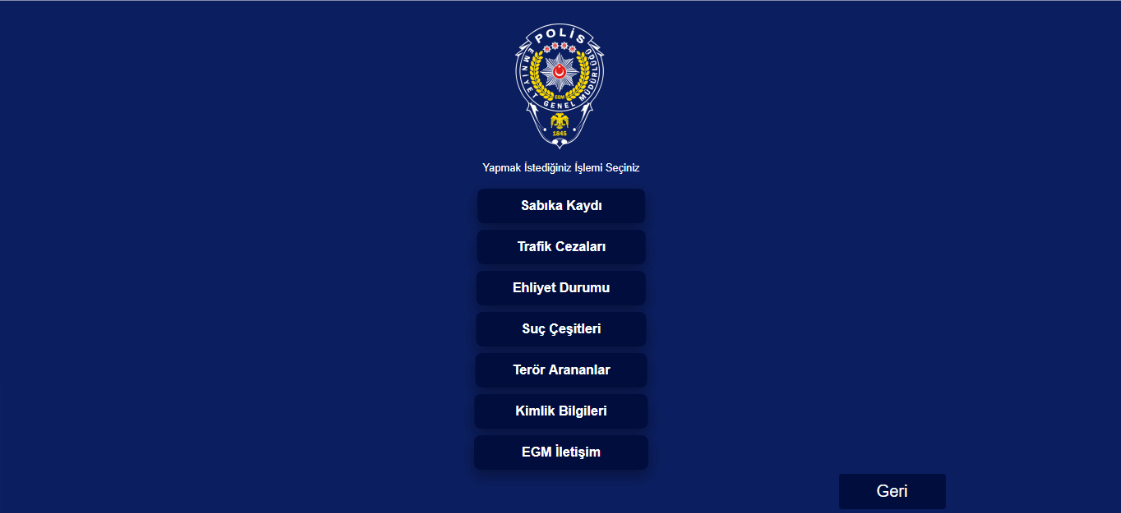 POLİS
EMNİYET GENEL MÜDÜRLÜĞÜ
EGM
1845
Yapmak İstediğiniz İşlemi Seçiniz
Sabıka Kaydı
Trafik Cezaları
Ehliyet Durumu
Suç Çeşitleri
Terör Arananlar
Kimlik Bilgileri
EGM İletişim
Geri